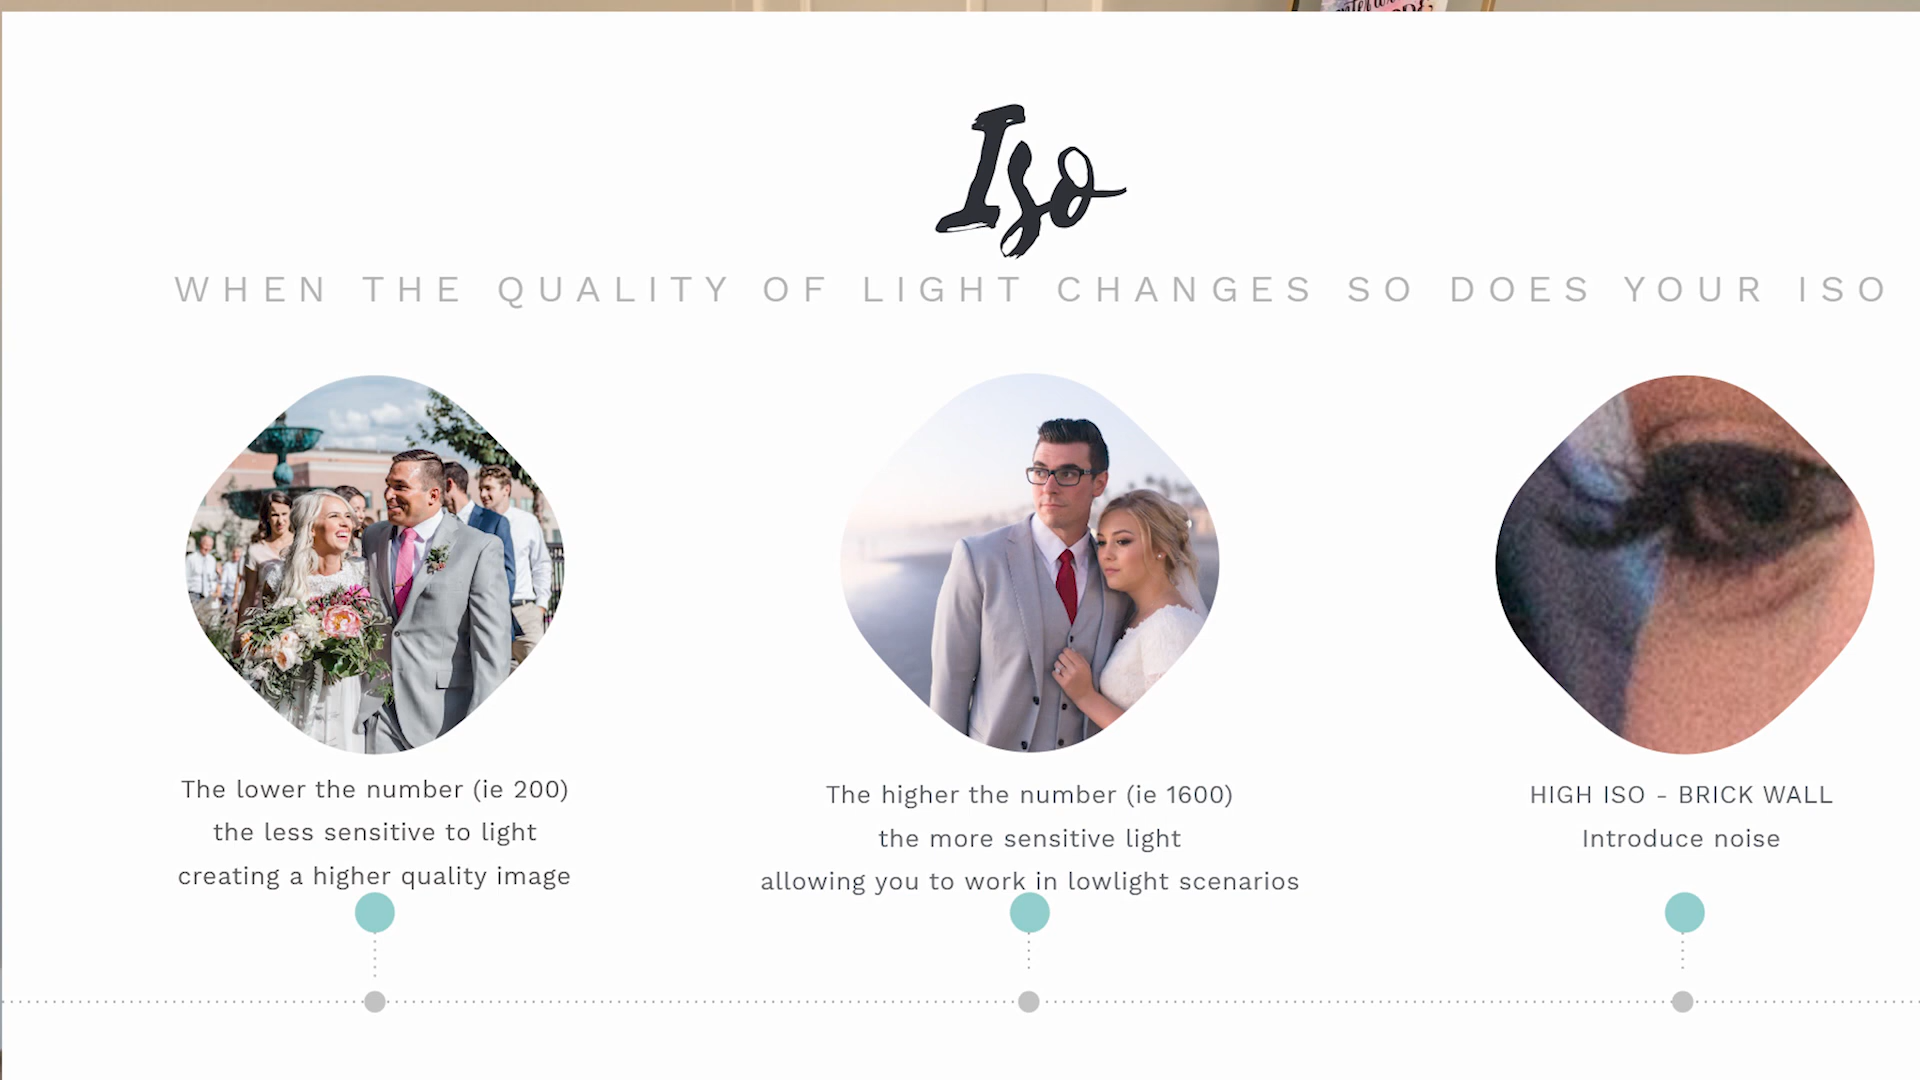 Iso
WHEN THE QUALITY OF LIGHT CHANGES SO DOES YOUR ISO
The lower the number (ie 200)
the less sensitive to light
creating a higher quality image
The higher the number (ie 1600)
the more sensitive light
allowing you to work in lowlight scenarios
HIGH ISO - BRICK WALL
Introduce noise